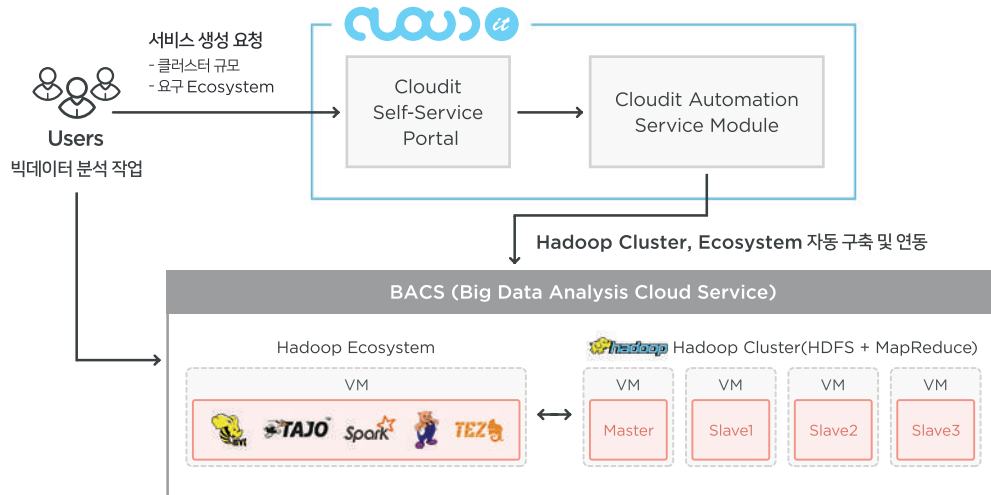 cloud it
서비스 생성 요청
- 클러스터 규모
- 요구 Ecosystem
Users
빅데이터 분석 작업
Cloudit
Self-Service
Portal
Cloudit Automation
Service Module
Hadoop Cluster, Ecosystem 자동 구축 및 연동
BACS (Big Data Analysis Cloud Service)
Hadoop Ecosystem
VM
TAJO
Spark
TEZ
hadoop Hadoop Cluster(HDFS + MapReduce)
VM
Master
VM
Slave1
VM
Slave2
VM
Slave3